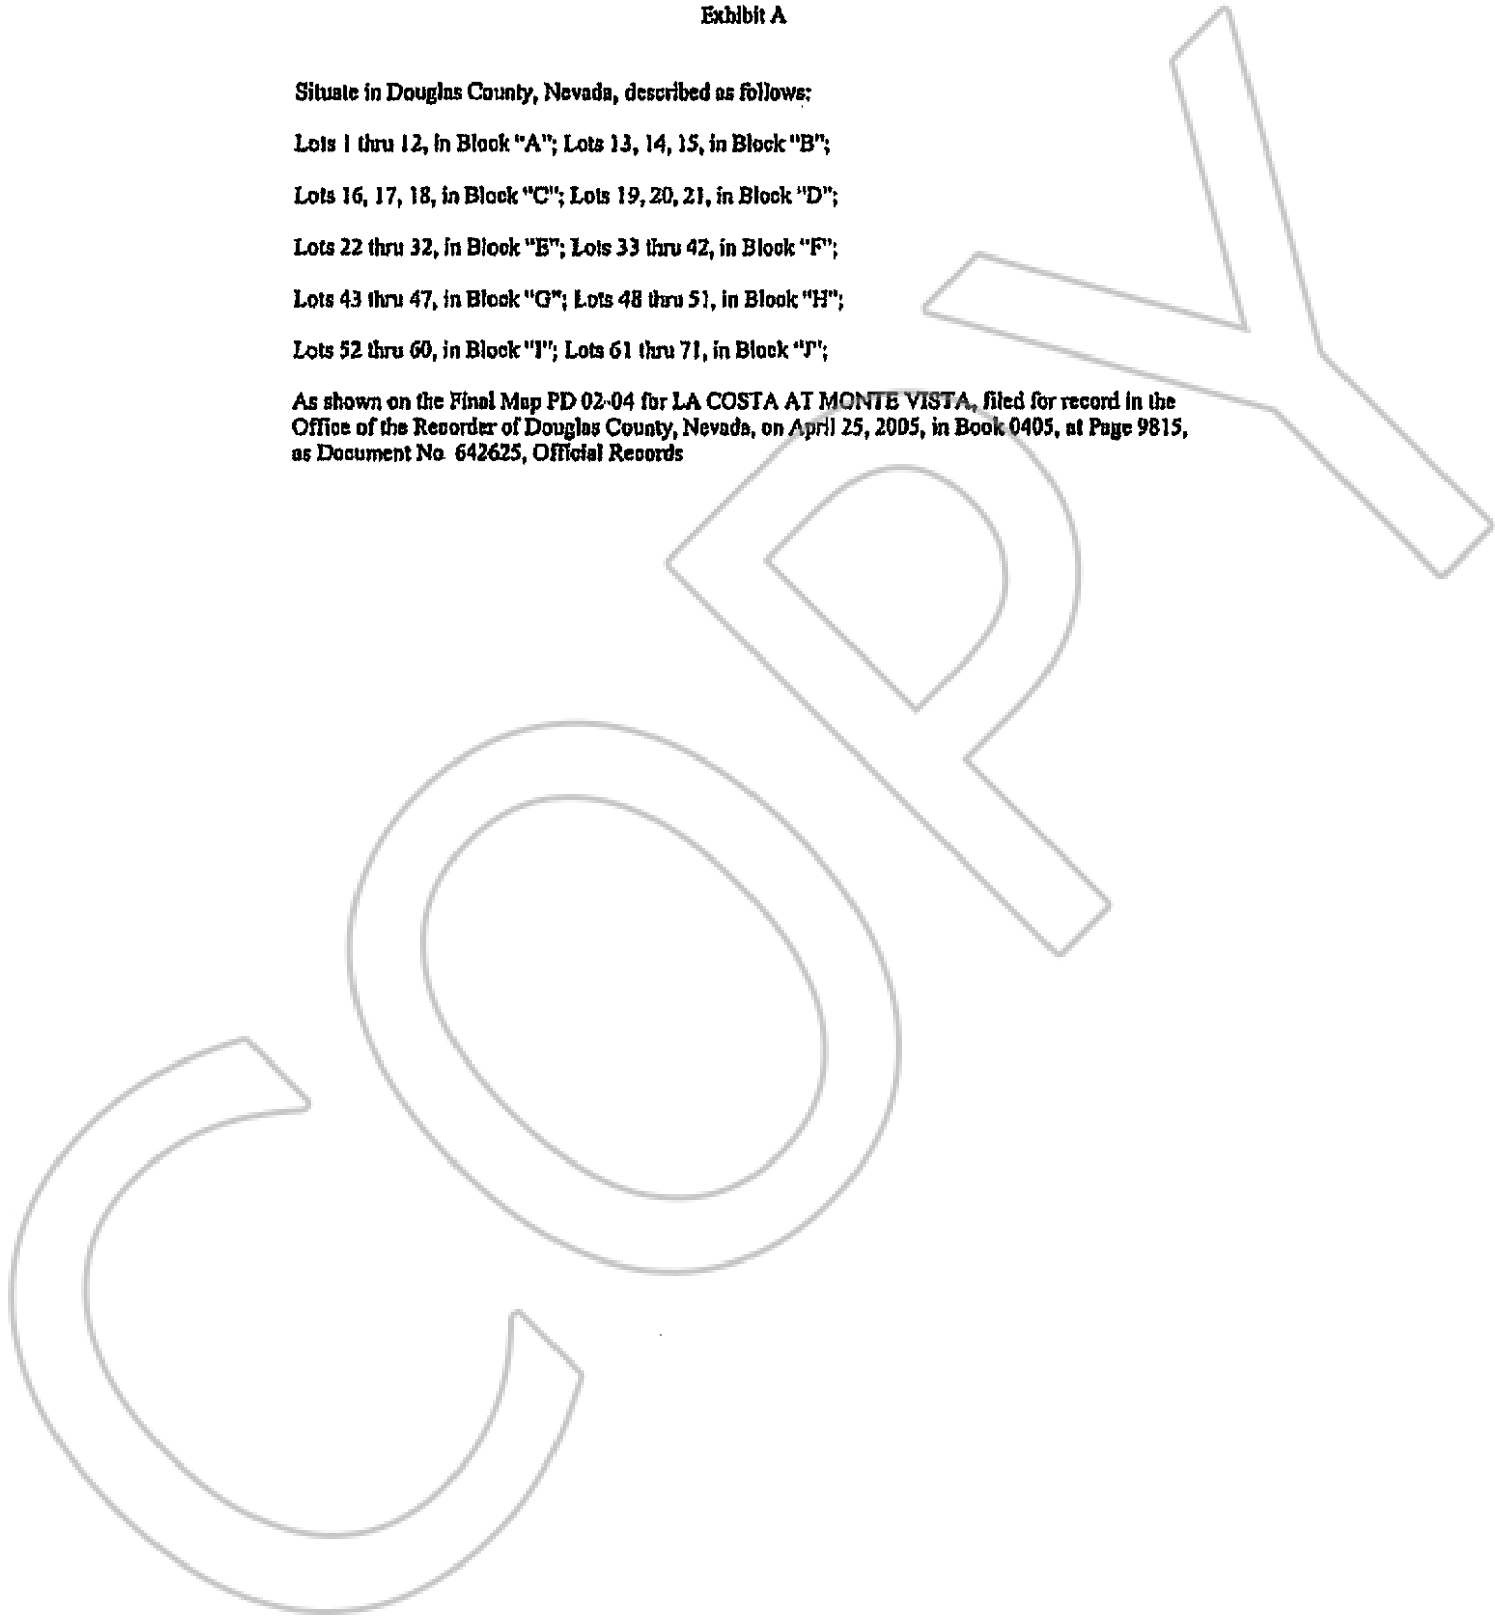 Exhibit A
Situate in Douglas County, Nevada, described as follows:
Lots 1 thru 12, in Block "A"; Lots 13, 14, 15, in Block "B";
Lots 16, 17, 18, in Block "C"; Lots 19, 20, 21, in Block "D";
Lots 22 thru 32, in Block "E"; Lots 33 thru 42, in Block "F";
Lots 43 thru 47, in Block "G"; Lots 48 thru 51, in Block "H";
Lots 52 thru 60, in Block "I"; Lots 61 thru 71, in Block "J";
As shown on the Final Map PD 02-04 for LA COSTA AT MONTE VISTA, filed for record in the
Office of the Recorder of Douglas County, Nevada, on April 25, 2005, in Book 0405, at Page 9815,
as Document No. 642625, Official Records
COPY